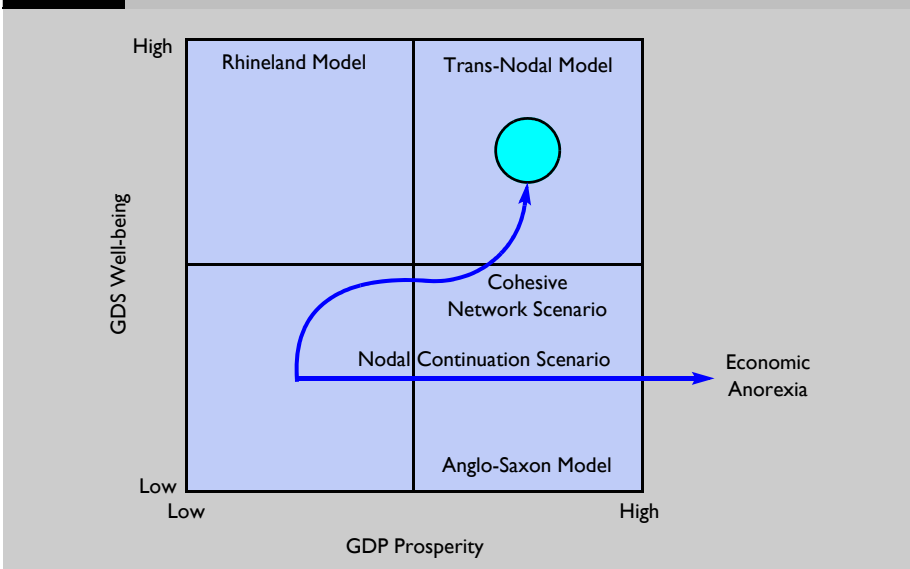 High
Rhineland Model
Trans-Nodal Model
GDS Well-being
Cohesive
Network Scenario
Nodal Continuation Scenario
Economic
Anorexia
Anglo-Saxon Model
Low
Low
High
GDP Prosperity